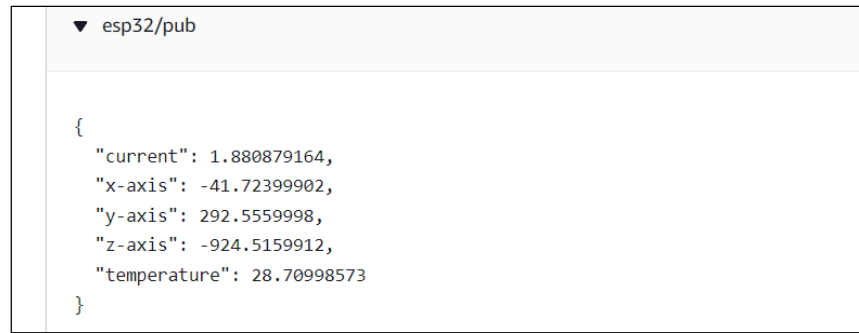 ▼ esp32/pub
{
"current": 1.880879164,
"x-axis": -41.72399902,
"y-axis": 292.5559998,
"z-axis": -924.5159912,
"temperature": 28.70998573
}